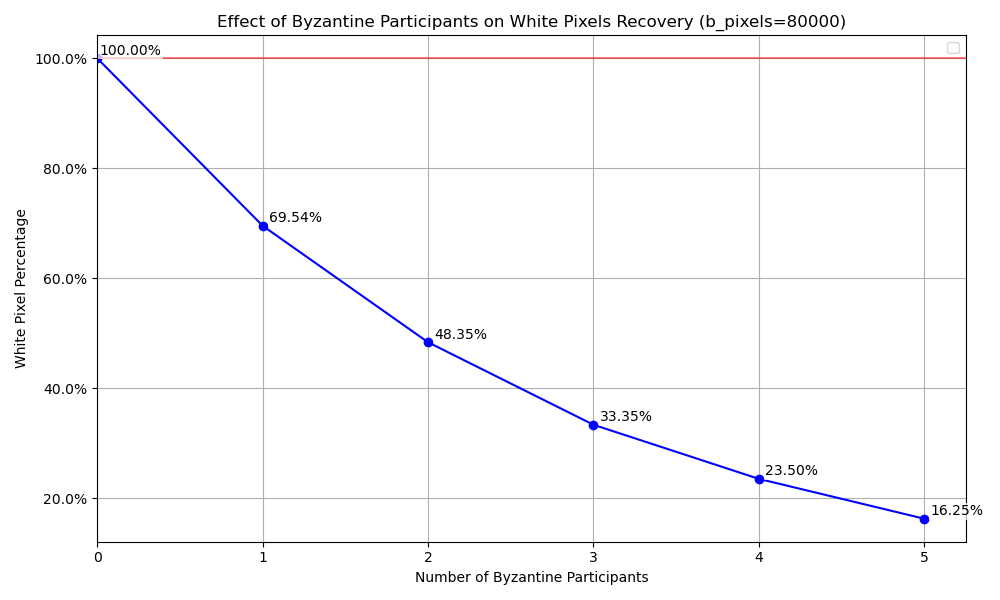 Effect of Byzantine Participants on White Pixels Recovery (b_pixels=80000)
100.0%
80.0%
60.0%
40.0%
20.0%
White Pixel Percentage
100.00%
69.54%
48.35%
33.35%
23.50%
16.25%
0 1 2 3 4 5
Number of Byzantine Participants